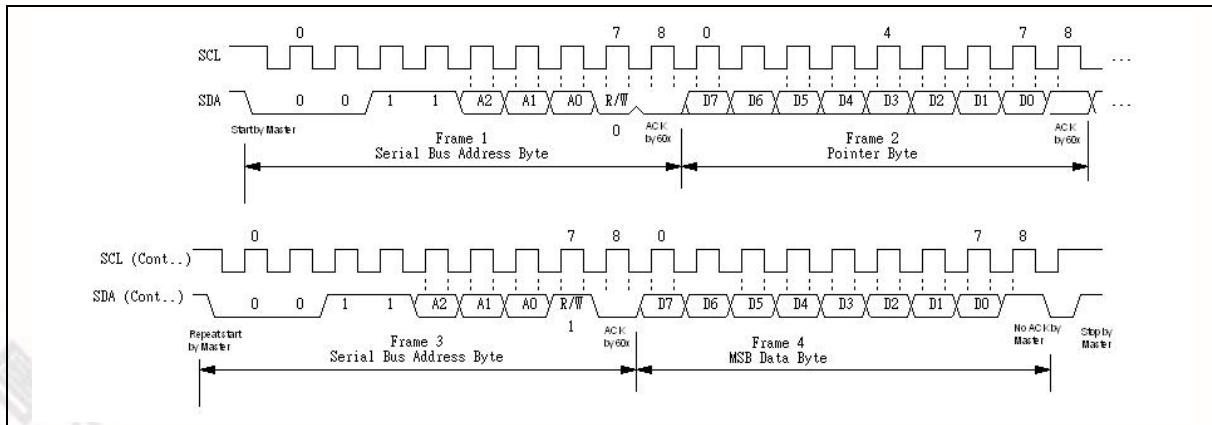 0 7 8 0 4 7 8
SCL ...
SDA 0 0 1 1 A2 A1 A0 R/W D7 D6 D5 D4 D3 D2 D1 D0 ...
Start by Master 0 ACK by 60x ACK by 60x
Frame 1 Frame 2
Serial Bus Address Byte Pointer Byte
0 7 8 0 7 8
SCL (Cont..)
SDA (Cont..) 0 0 1 1 A2 A1 A0 R/W D7 D6 D5 D4 D3 D2 D1 D0
Repeat start by Master 1 ACK by 60x No ACK by Master Stop by Master
Frame 3 Frame 4
Serial Bus Address Byte MSB Data Byte